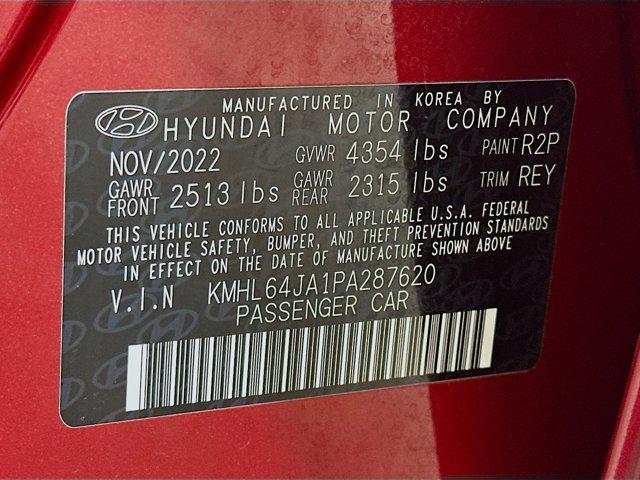 MANUFACTURED IN KOREA BY
HYUNDAI MOTOR COMPANY
NOV/2022 GVWR 4354 lbs PAINT R2P
GAWR FRONT 2513 lbs GAWR REAR 2315 lbs TRIM REY
THIS VEHICLE CONFORMS TO ALL APPLICABLE U.S.A. FEDERAL
MOTOR VEHICLE SAFETY, BUMPER, AND THEFT PREVENTION STANDARDS
IN EFFECT ON THE DATE OF MANUFACTURE SHOWN ABOVE
V.I.N KMHL64JA1PA287620
PASSENGER CAR